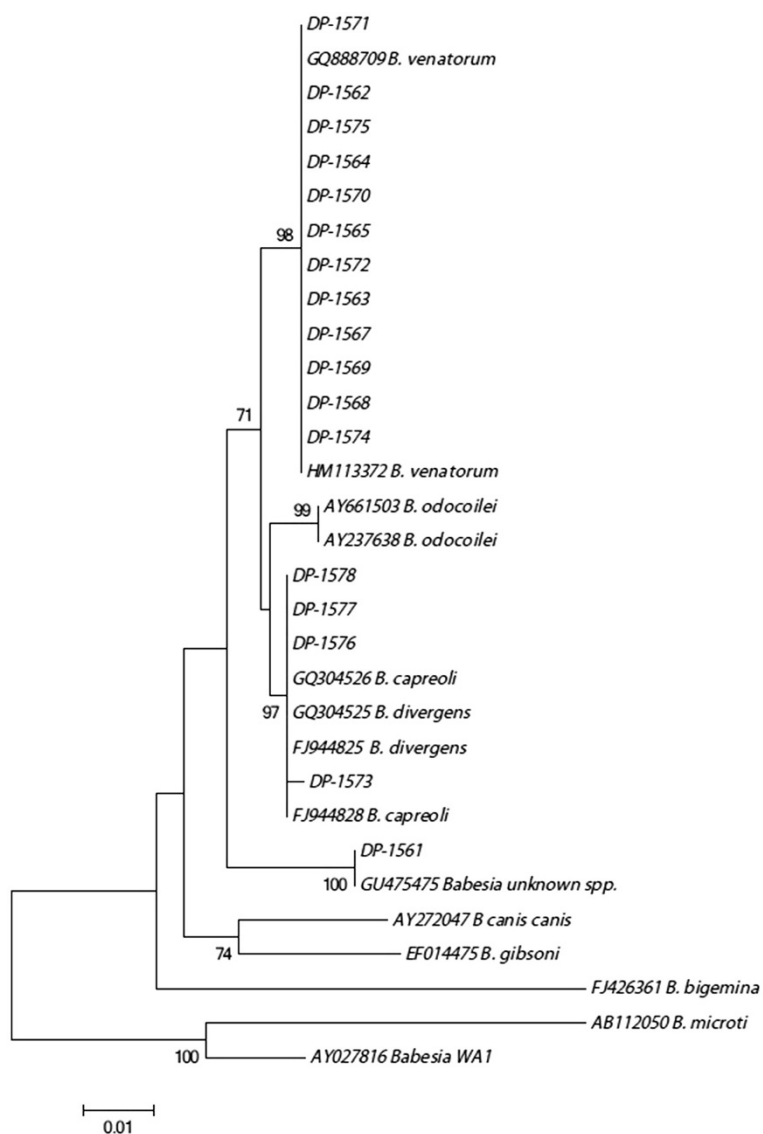 DP-1571
GQ888709 B. venatorum
DP-1562
DP-1575
DP-1564
DP-1570
DP-1565
98
DP-1572
DP-1563
DP-1567
DP-1569
DP-1568
71
DP-1574
HM113372 B. venatorum
99
AY661503 B. odocoilei
AY237638 B. odocoilei
DP-1578
DP-1577
DP-1576
GQ304526 B. capreoli
97
GQ304525 B. divergens
FJ944825 B. divergens
DP-1573
FJ944828 B. capreoli
DP-1561
100
GU475475 Babesia unknown spp.
AY272047 B canis canis
74
EF014475 B. gibsoni
FJ426361 B. bigemina
AB112050 B. microti
100
AY027816 Babesia WA1
0.01